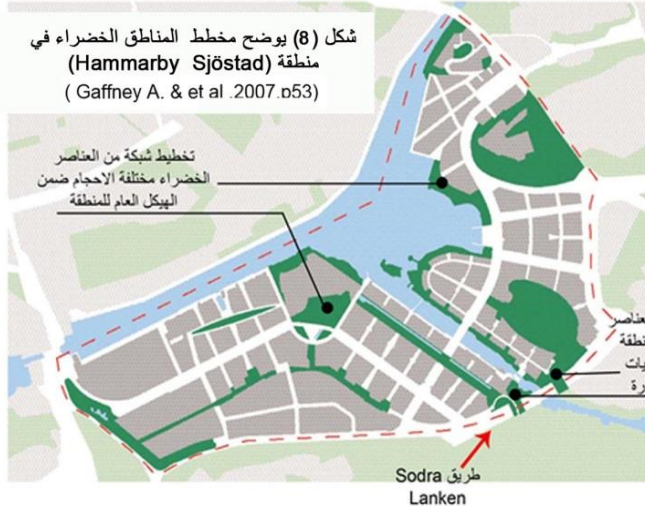 شكل (8) يوضح مخطط المناطق الخضراء في
منطقة (Hammarby Sjöstad)
( Gaffney A. & et al .2007.p53)
تخطيط شبكة من العناصر
الخضراء مختلفة الاحجام ضمن
الهيكل العام للمنطقة
طريق Sodra
Lanken